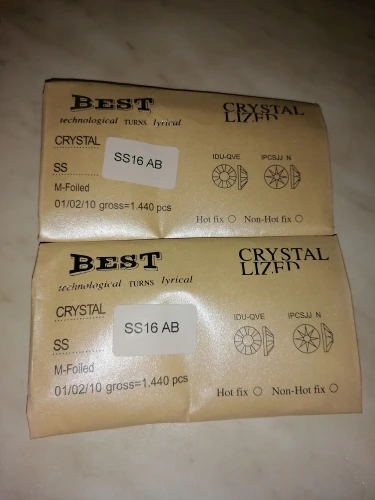 BEST
technological TURNS lyrical
CRYSTAL
LIZED
CRYSTAL
SS16 AB
SS
IDU-QVE
IPCSJJ N
M-Foiled
01/02/10 gross=1.440 pcs
Hot fix
Non-Hot fix
BEST
technological TURNS lyrical
CRYSTAL
LIZED
CRYSTAL
SS16 AB
SS
IDU-QVE
IPCSJJ N
M-Foiled
01/02/10 gross=1.440 pcs
Hot fix
Non-Hot fix